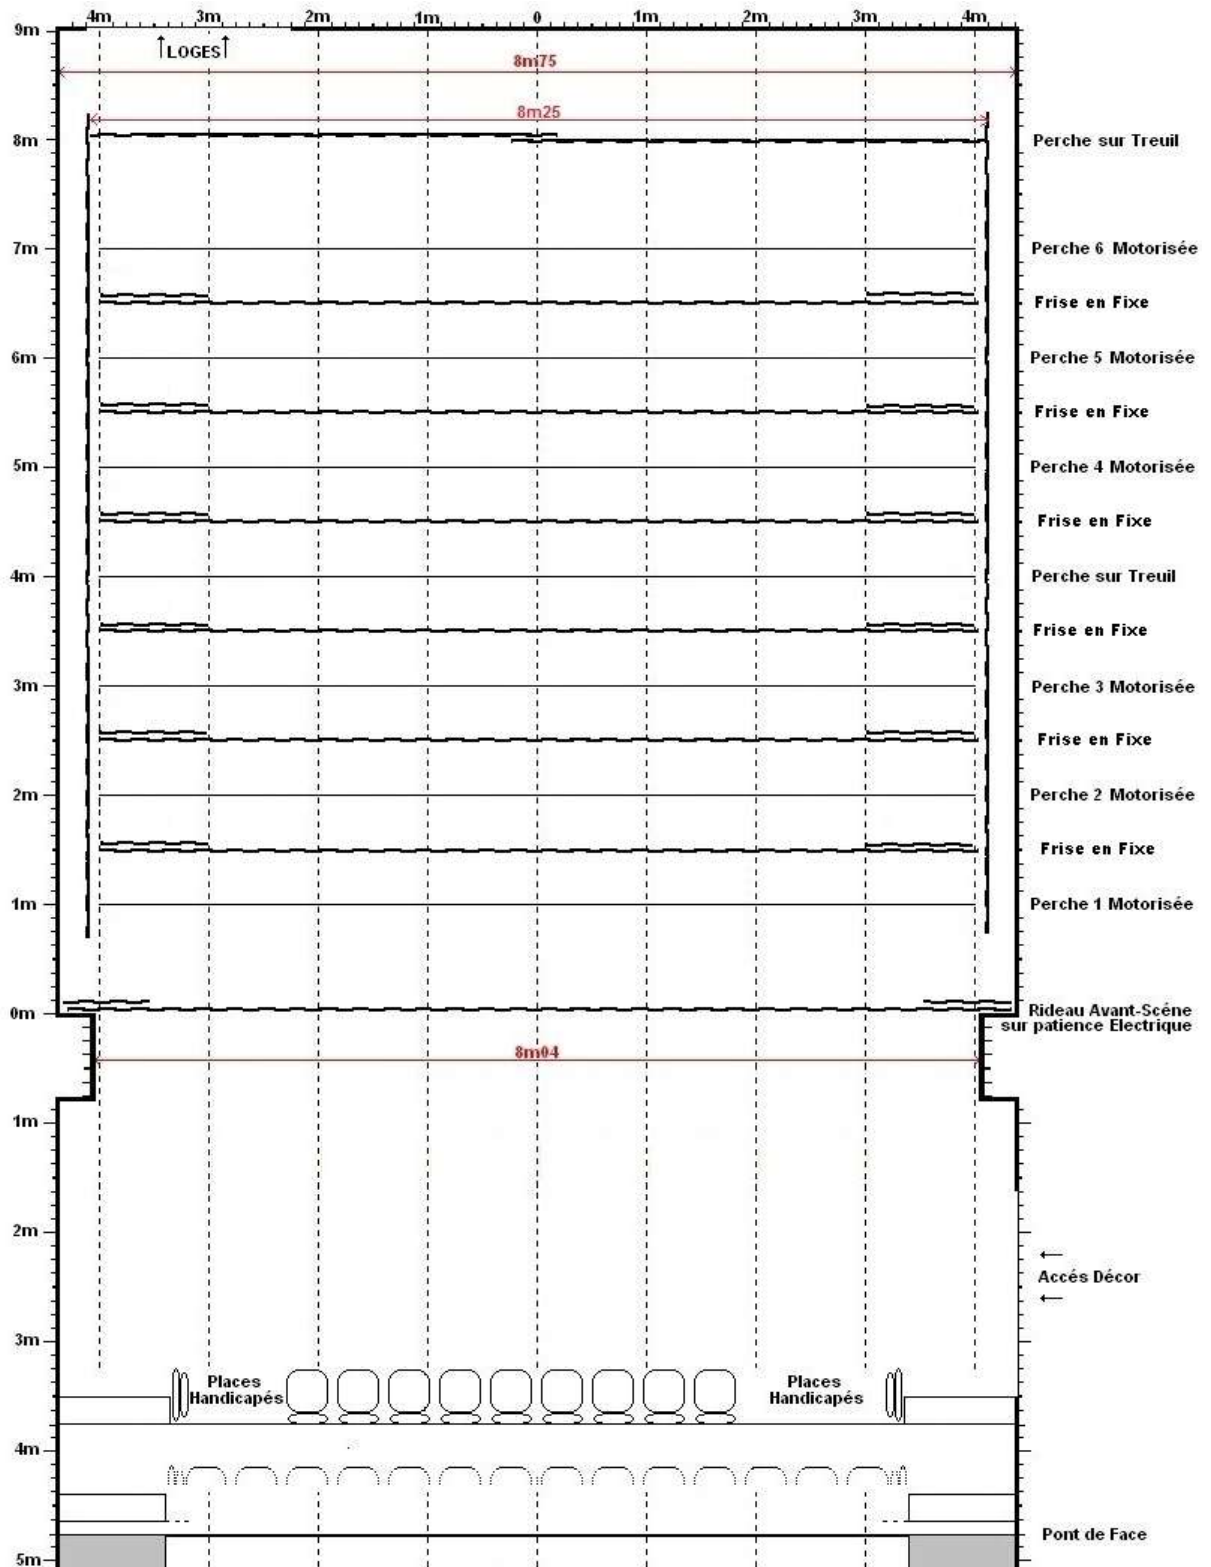 4m 3m 2m 1m 0 1m 2m 3m 4m
9m
LOGES
8m75
8m25
8m
Perche sur Treuil
7m
Perche 6 Motorisée
Frise en Fixe
6m
Perche 5 Motorisée
Frise en Fixe
5m
Perche 4 Motorisée
Frise en Fixe
4m
Perche sur Treuil
Frise en Fixe
3m
Perche 3 Motorisée
Frise en Fixe
2m
Perche 2 Motorisée
Frise en Fixe
1m
Perche 1 Motorisée
0m
Rideau Avant-Scéne
sur patience Electrique
8m04
1m
2m
Accés Décor
3m
Places
Handicapés
Places
Handicapés
4m
Pont de Face
5m